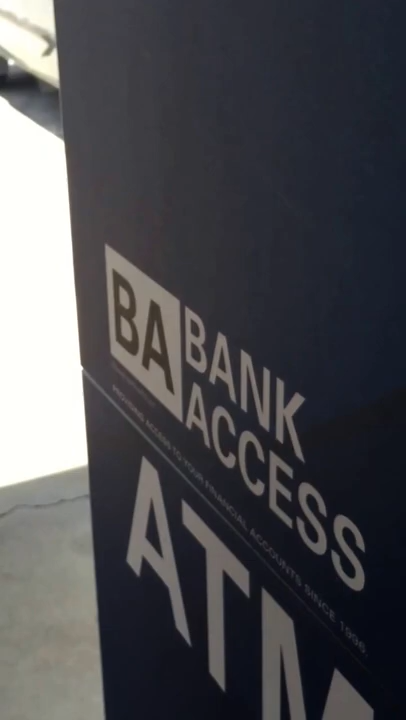 BA
BANK
ACCESS
PROVIDING ACCESS TO YOUR FINANCIAL ACCOUNTS SINCE 1996
ATM